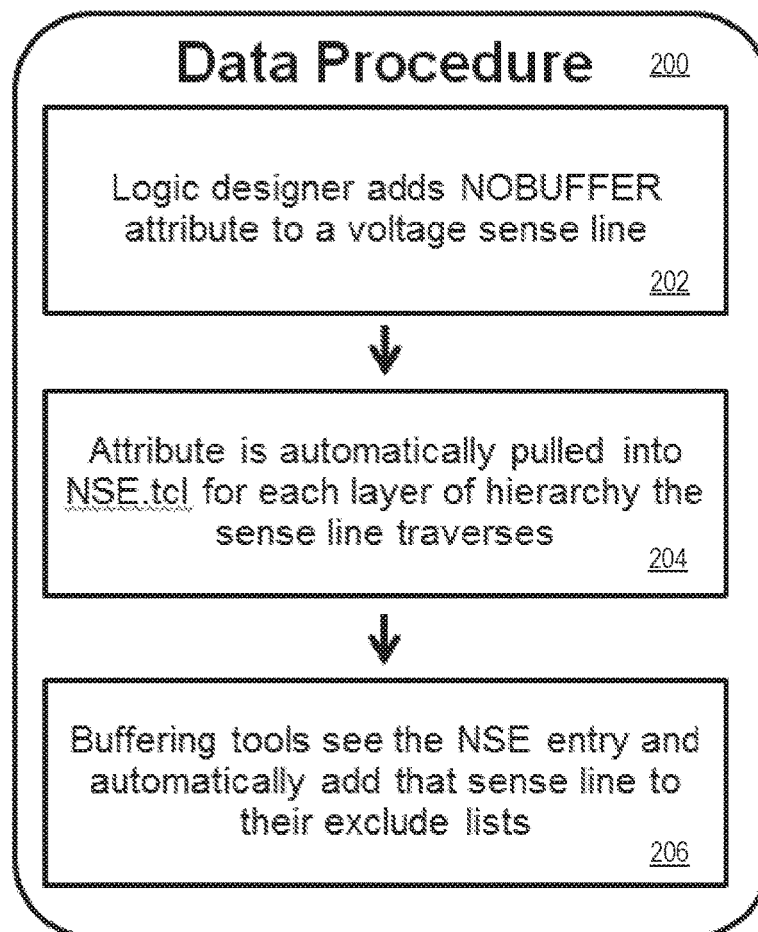 Data Procedure 200
Logic designer adds NOBUFFER
attribute to a voltage sense line
202
Attribute is automatically pulled into
NSE.tcl for each layer of hierarchy the
sense line traverses
204
Buffering tools see the NSE entry and
automatically add that sense line to
their exclude lists
206